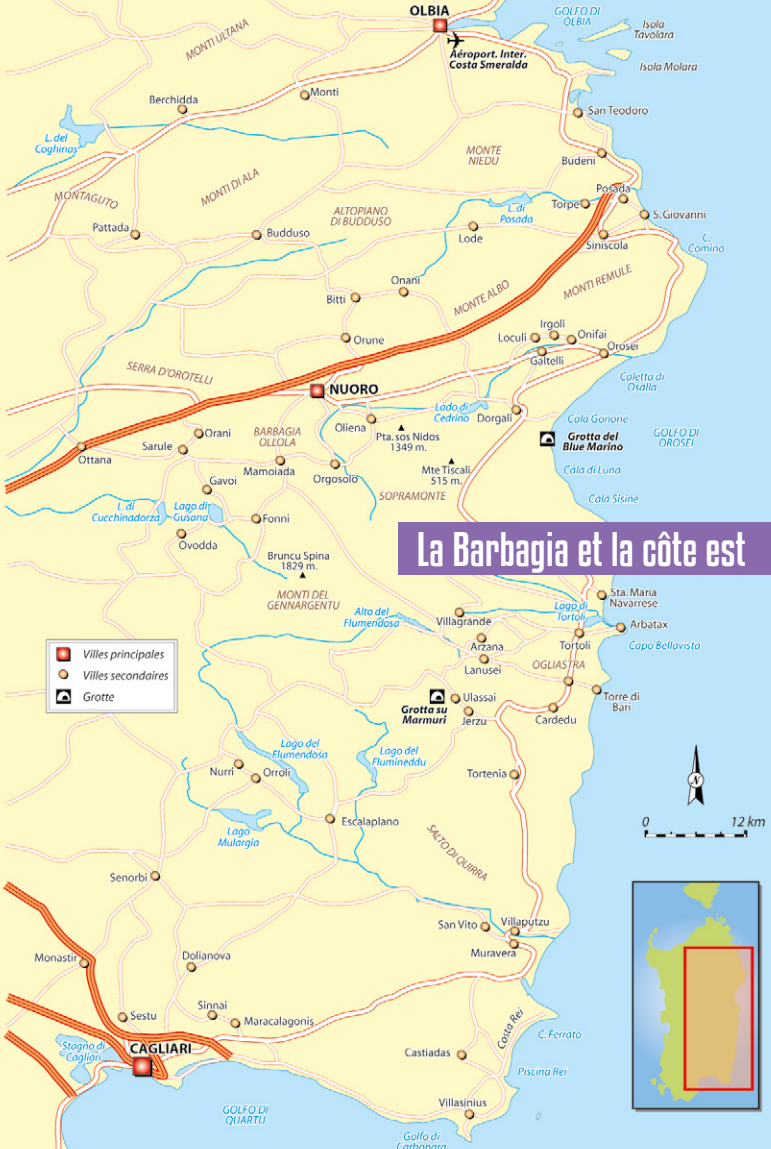 OLBIA
GOLFO DI
OLBIA
Isola
Tavolara
Aéroport. Inter.
Costa Smeralda
Isola Molara
MONTI ULTANA
Monti
Berchidda
San Teodoro
L. del
Coghinas
MONTE
NIEDU
Budeni
MONTI DI ALA
MONTAGUTO
Posada
Torpe
L. di
Posada
ALTOPIANO
DI BUDDUSO
S. Giovanni
Pattada
Budduso
Lode
Siniscola
C.
Comino
Onani
Bitti
MONTE ALBO
MONTI REMULE
Irgoli
Loculi
Onifai
Orune
Orosei
Galtelli
SERRA D'OROTELLI
Caletta di
Osalla
NUORO
Lado di
Cedrino
Dorgali
Cala Gonone
Oliena
Pta. sos Nidos
1349 m.
Orani
BARBAGIA
OLLOLA
Grotta del
Blue Marino
GOLFO DI
OROSEI
Sarule
Ottana
Mamoiada
Orgosolo
Mte Tiscali
515 m.
Cala di Luna
Gavoi
SOPRAMONTE
Cala Sisine
L. di
Cucchinadorza
Lago di
Gusana
Fonni
Ovodda
La Barbagia et la côte est
Bruncu Spina
1829 m.
MONTI DEL
GENNARGENTU
Sta. Maria
Navarrese
Alto del
Flumendosa
Villagrande
Lago di
Tortoli
Arbatax
Arzana
Tortoli
Capo Bellavista
Lanusei
OGLIASTRA
Villes principales
Villes secondaires
Grotte
Ulassai
Grotta su
Marmuri
Jerzu
Torre di
Bari
Cardedu
Lago del
Flumendosa
Lago del
Flumineddu
Nurri
Orroli
Tortenia
N
0
12 km
Escalaplano
Lago
Mulargia
SALTO DI QUIRRA
Senorbi
San Vito
Villaputzu
Muravera
Monastir
Dolianova
Sestu
Sinnai
Maracalagonis
Costa Rei
C. Ferrato
Stagno di
Cagliari
CAGLIARI
Castiadas
Piscina Rei
Villasinius
GOLFO DI
QUARTU
Golfo di
Carbonara